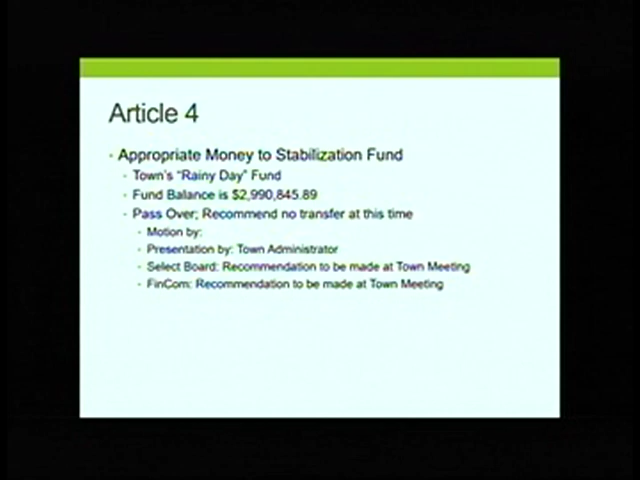 Article 4
• Appropriate Money to Stabilization Fund
• Town's “Rainy Day” Fund
• Fund Balance is $2,990,845.89
• Pass Over; Recommend no transfer at this time
• Motion by:
• Presentation by: Town Administrator
• Select Board: Recommendation to be made at Town Meeting
• FinCom: Recommendation to be made at Town Meeting